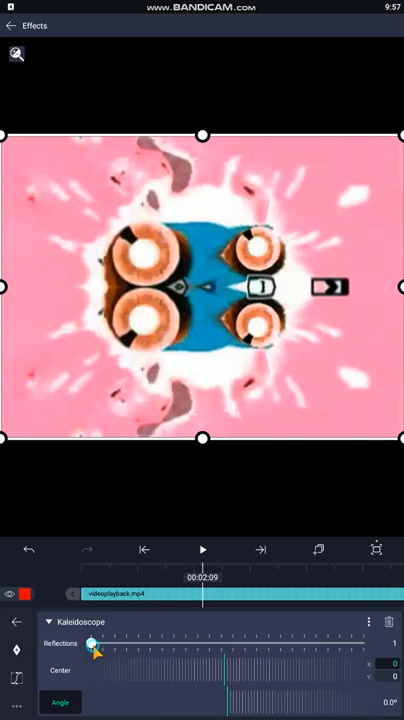 www.BANDICAM.com
9:57
Effects
00:02:09
videoplayback.mp4
Kaleidoscope
Reflections
1
Center
X: 0
Y: 0
Angle
0.0°